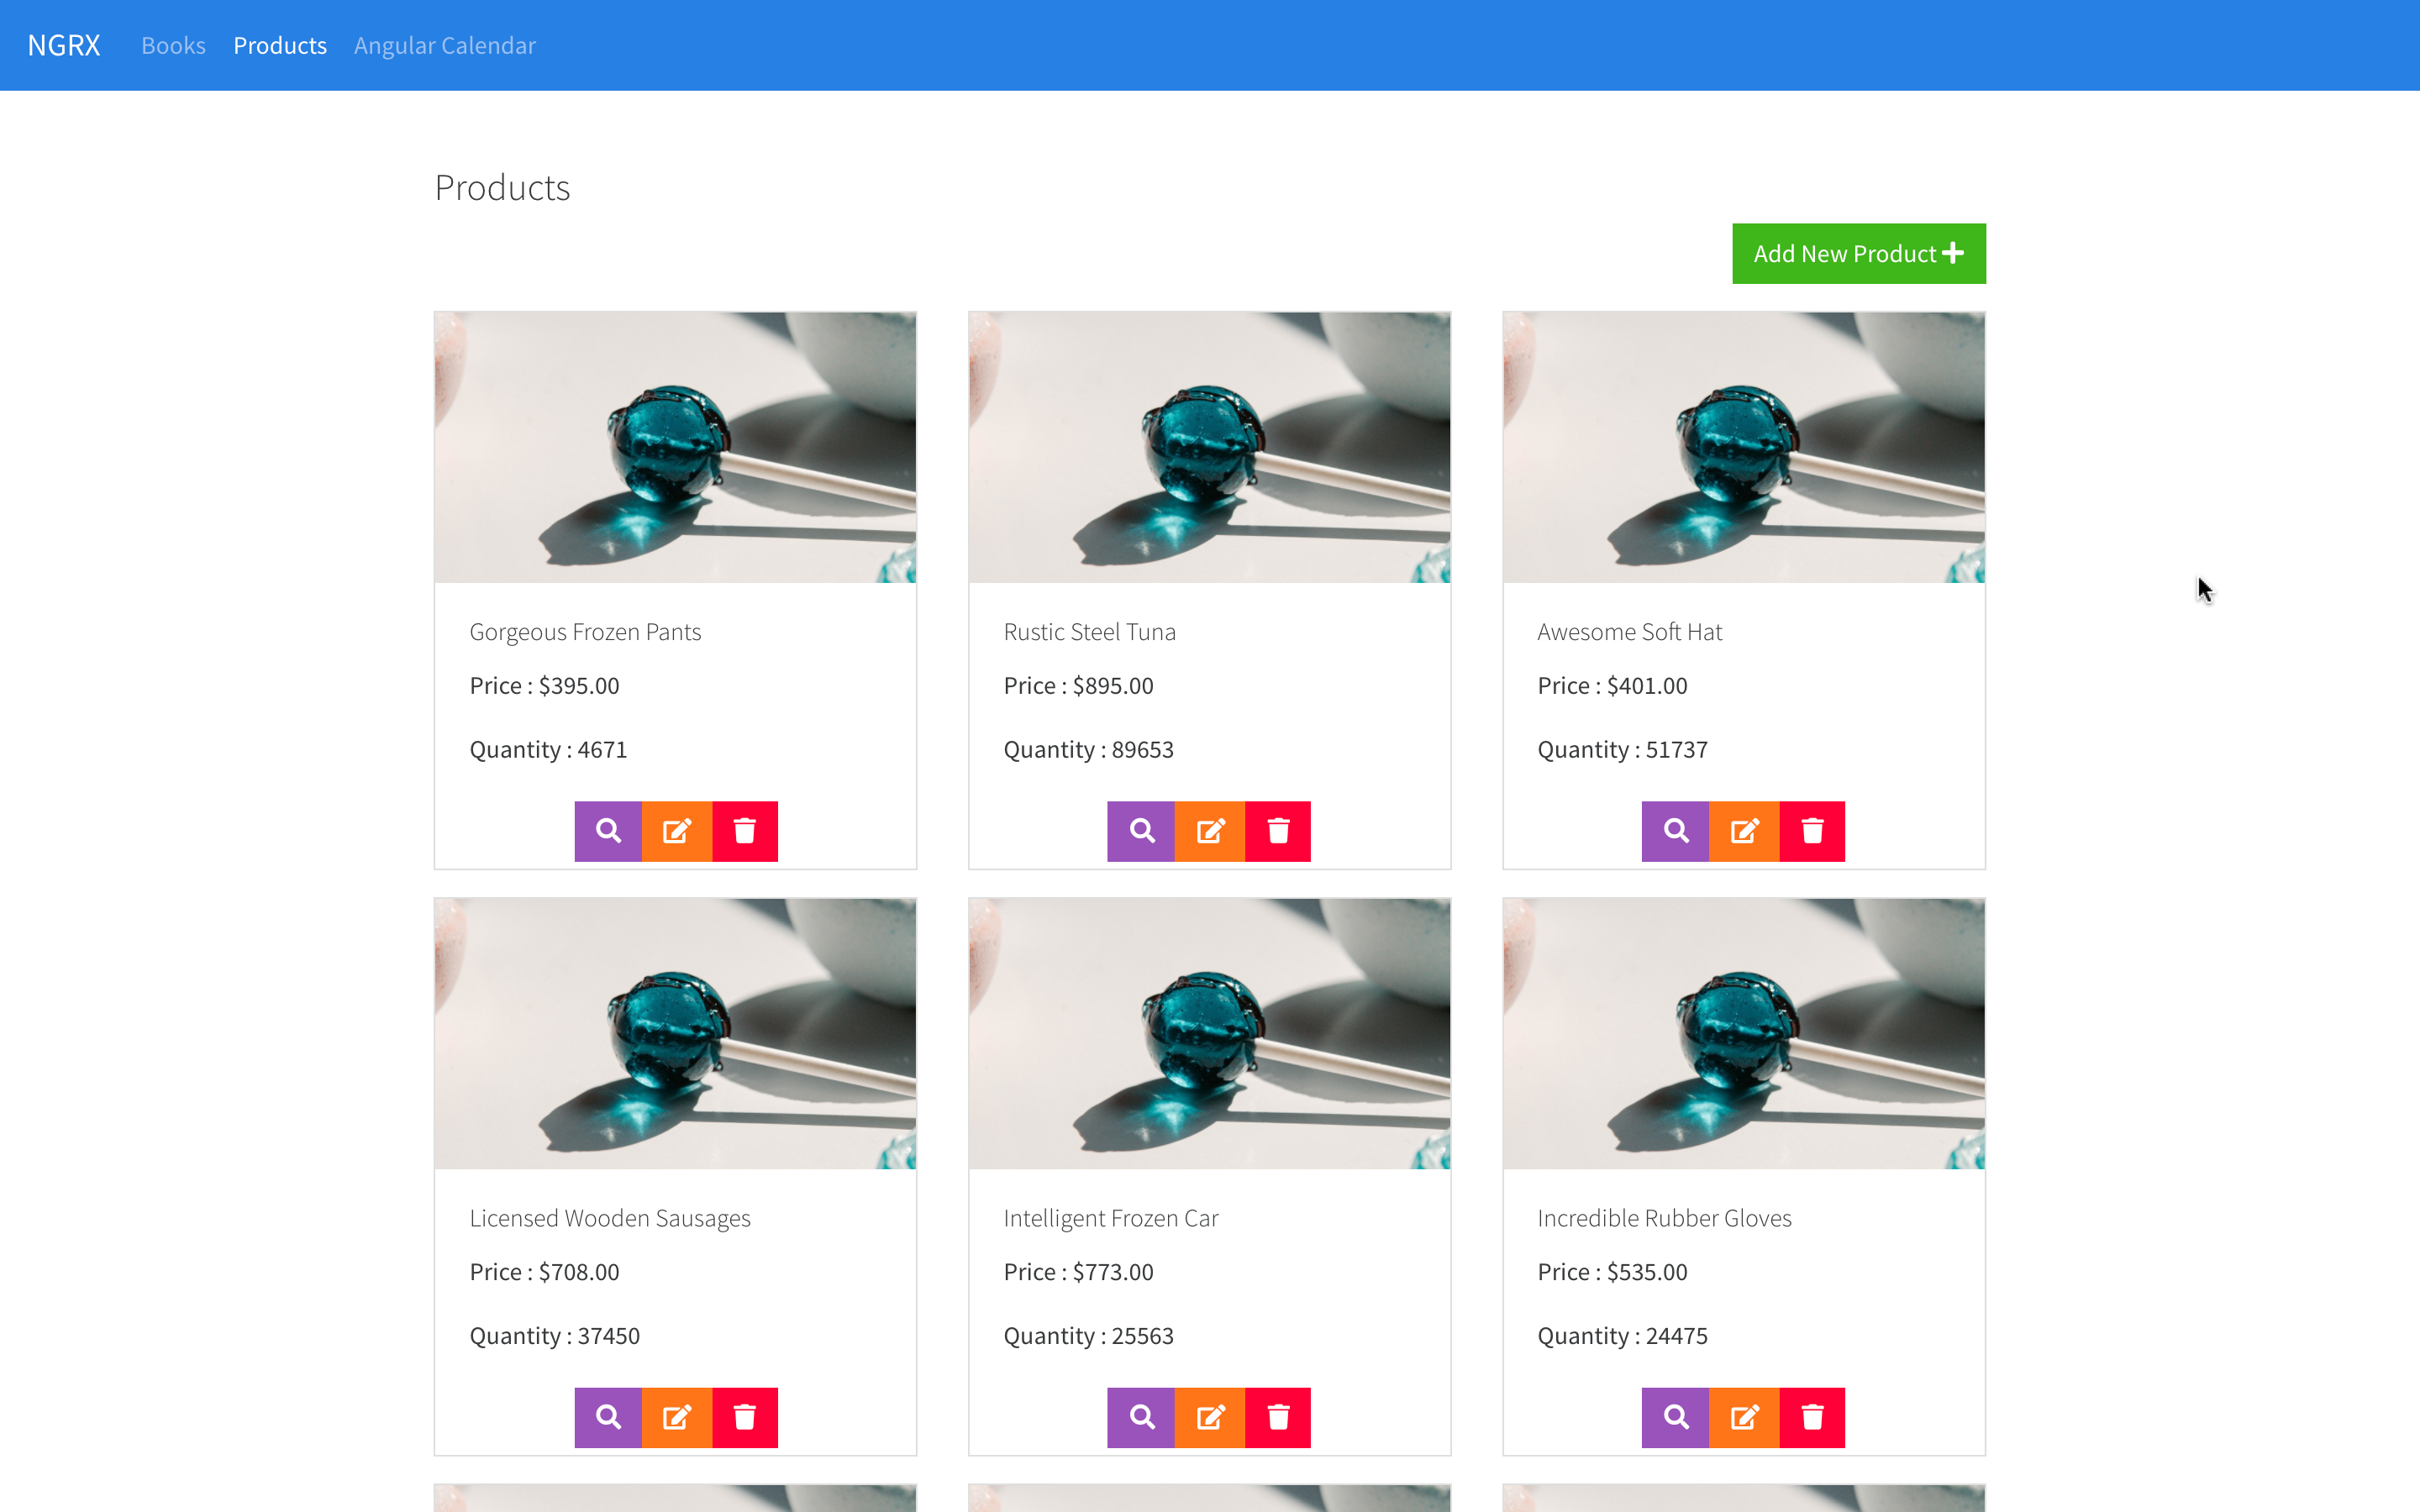 NGRX Books Products Angular Calendar
Products
Add New Product
Gorgeous Frozen Pants
Price : $395.00
Quantity : 4671
Rustic Steel Tuna
Price : $895.00
Quantity : 89653
Awesome Soft Hat
Price : $401.00
Quantity : 51737
Licensed Wooden Sausages
Price : $708.00
Quantity : 37450
Intelligent Frozen Car
Price : $773.00
Quantity : 25563
Incredible Rubber Gloves
Price : $535.00
Quantity : 24475